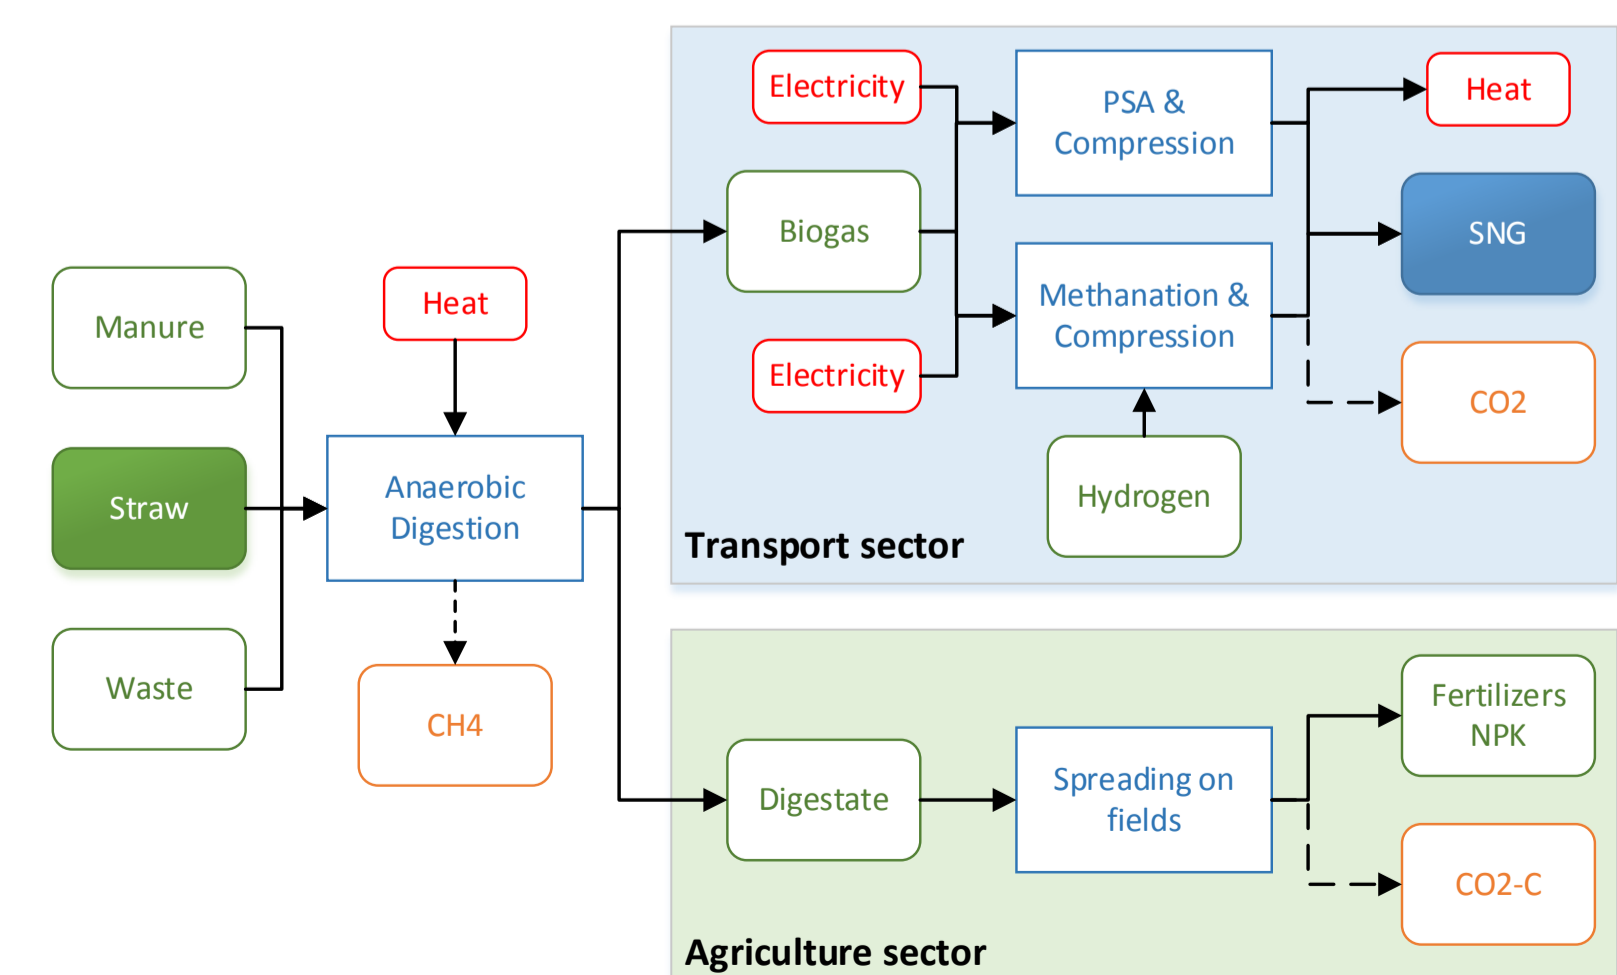 Manure
Straw
Waste
Heat
Anaerobic
Digestion
CH4
Electricity
Biogas
Electricity
PSA &
Compression
Methanation &
Compression
Hydrogen
Heat
SNG
CO2
Transport sector
Digestate
Spreading on
fields
Fertilizers
NPK
CO2-C
Agriculture sector